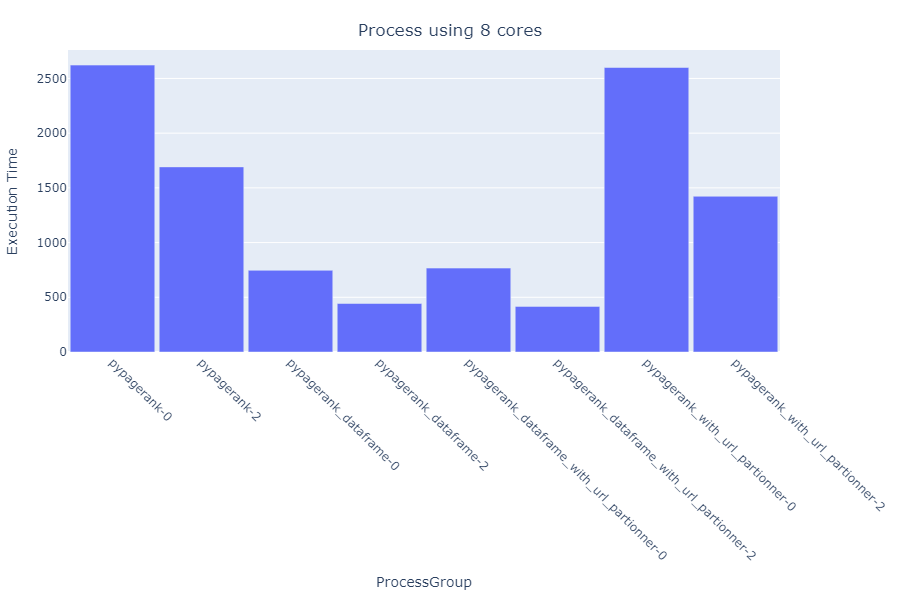 Process using 8 cores
Execution Time
2500
2000
1500
1000
500
0
pypagerank-0
pypagerank-2
pypagerank_dataframe-0
pypagerank_dataframe-2
pypagerank_dataframe_with_url_partionner-0
pypagerank_dataframe_with_url_partionner-2
pypagerank_with_url_partionner-0
pypagerank_with_url_partionner-2
ProcessGroup